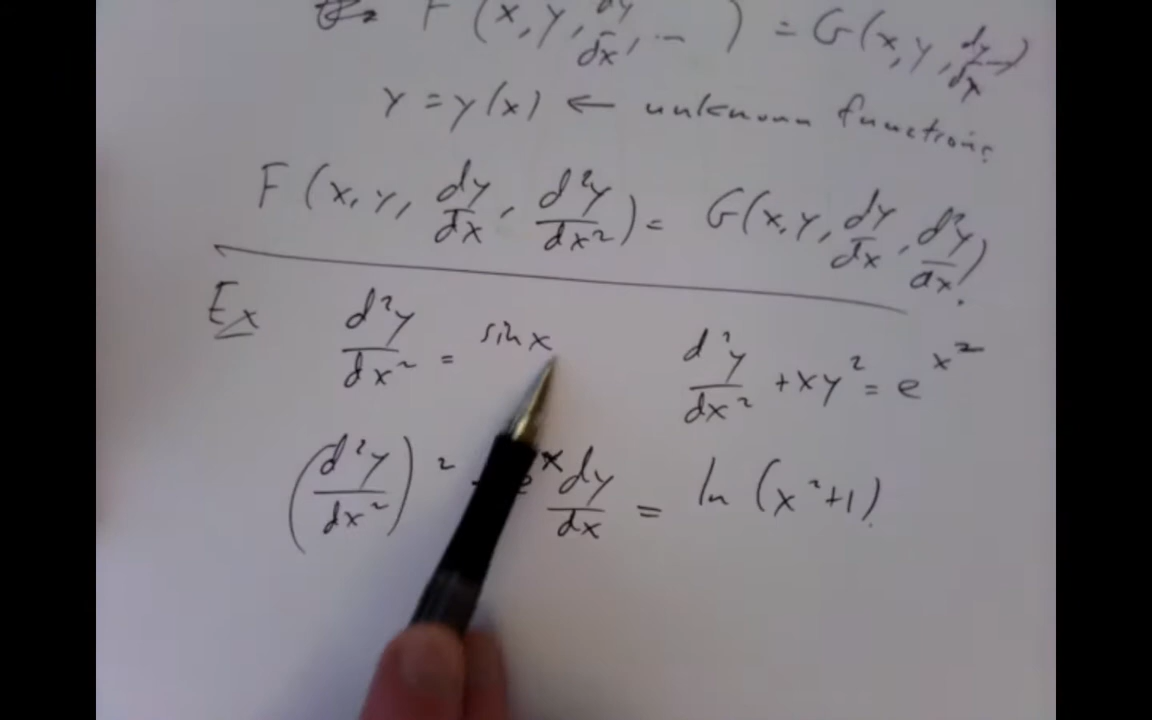 F (x, y, dy/dx, ... ) = G(x, y, dy/dx ...)
y = y(x) ← unknown functions
F (x, y, dy/dx, d²y/dx²) = G(x, y, dy/dx, d²y/dx²)
Ex d²y/dx² = sin x d²y/dx² + xy² = e^x²
(d²y/dx²)² e^x dy/dx = ln (x²+1).